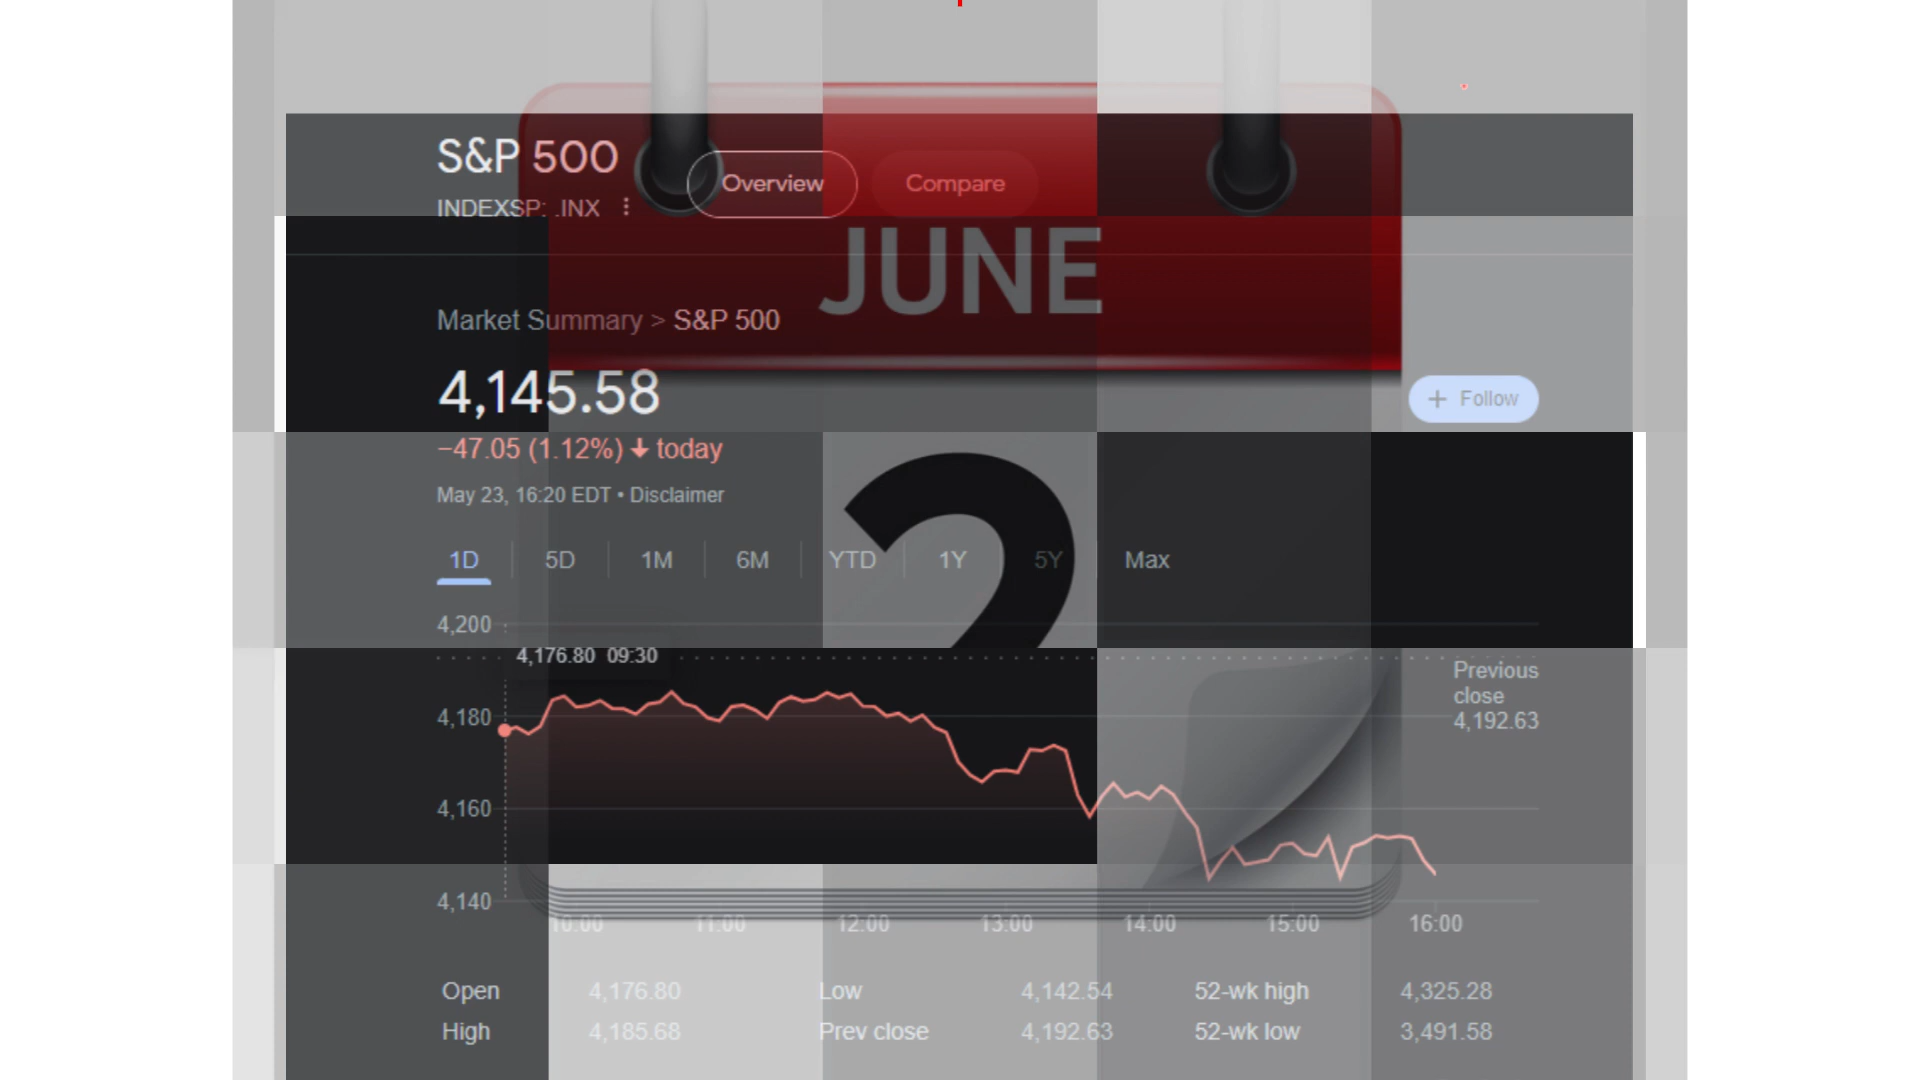 S&P 500
INDEXSP: .INX
Overview
Compare
JUNE
Market Summary > S&P 500
4,145.58
+ Follow
−47.05 (1.12%) today
May 23, 16:20 EDT • Disclaimer
2
1D 5D 1M 6M YTD 1Y 5Y Max
4,200
4,176.80 09:30
Previous
close
4,192.63
4,180
4,160
4,140
10:00 11:00 12:00 13:00 14:00 15:00 16:00
Open 4,176.80 Low 4,142.54 52-wk high 4,325.28
High 4,185.68 Prev close 4,192.63 52-wk low 3,491.58